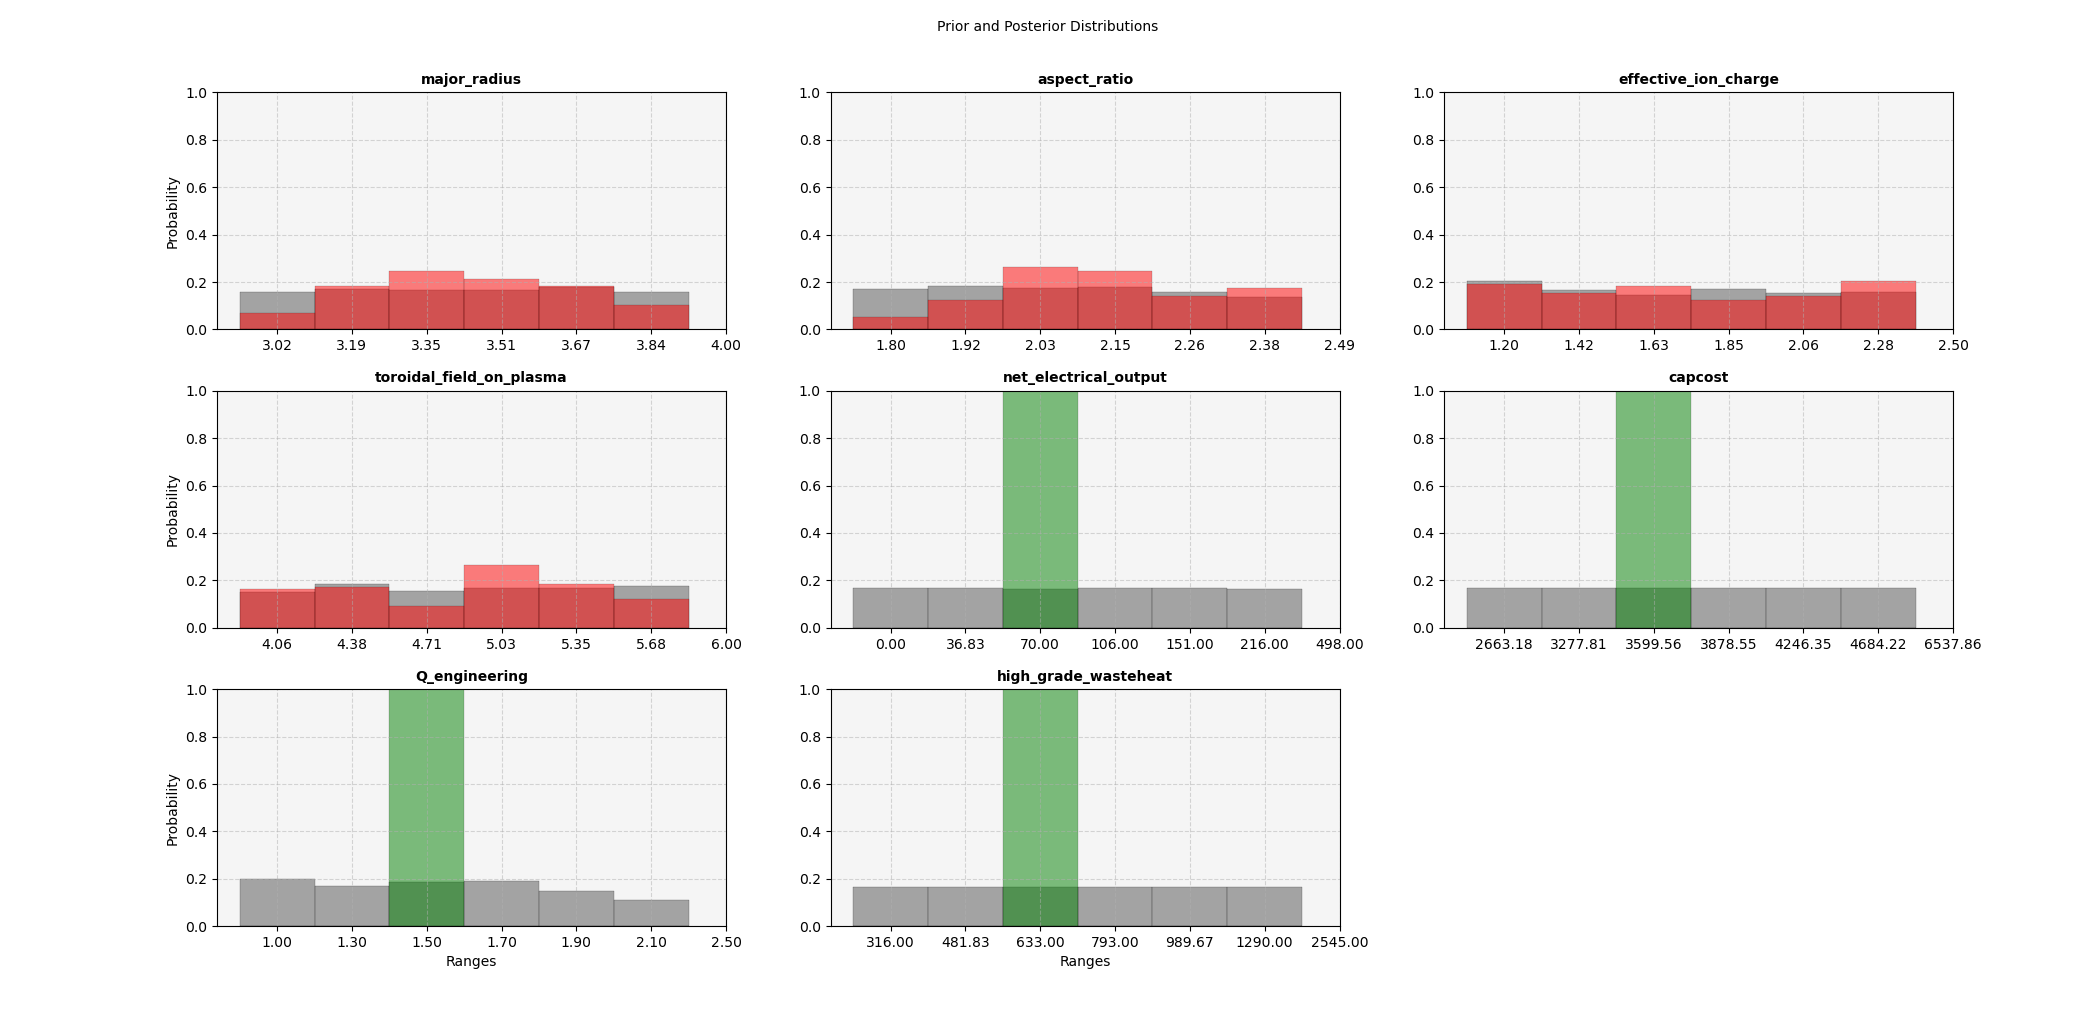 Prior and Posterior Distributions
major_radius
aspect_ratio
effective_ion_charge
Probability
1.0
0.8
0.6
0.4
0.2
0.0
3.02 3.19 3.35 3.51 3.67 3.84 4.00
1.0
0.8
0.6
0.4
0.2
0.0
1.80 1.92 2.03 2.15 2.26 2.38 2.49
1.0
0.8
0.6
0.4
0.2
0.0
1.20 1.42 1.63 1.85 2.06 2.28 2.50
toroidal_field_on_plasma
net_electrical_output
capcost
Probability
1.0
0.8
0.6
0.4
0.2
0.0
4.06 4.38 4.71 5.03 5.35 5.68 6.00
1.0
0.8
0.6
0.4
0.2
0.0
0.00 36.83 70.00 106.00 151.00 216.00 498.00
1.0
0.8
0.6
0.4
0.2
0.0
2663.18 3277.81 3599.56 3878.55 4246.35 4684.22 6537.86
Q_engineering
high_grade_wasteheat
Probability
1.0
0.8
0.6
0.4
0.2
0.0
1.00 1.30 1.50 1.70 1.90 2.10 2.50
Ranges
1.0
0.8
0.6
0.4
0.2
0.0
316.00 481.83 633.00 793.00 989.67 1290.00 2545.00
Ranges